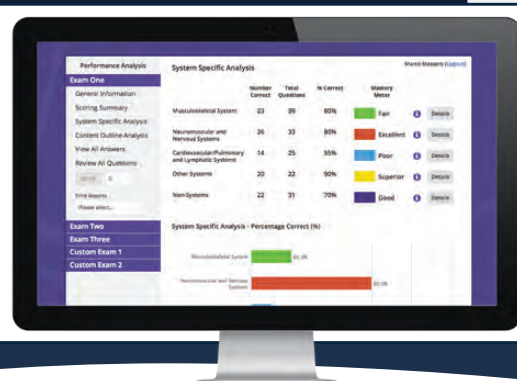 Performance Analysis
Exam One
General Information
Scoring Summary
System Specific Analysis
Content Outline Analysis
View All Answers
Review All Questions
Print Reports
Please select...
Exam Two
Exam Three
Custom Exam 1
Custom Exam 2
System Specific Analysis
Marco Massero (Logout)
Number Correct Total Questions % Correct Mastery Meter
Musculoskeletal System 23 39 60% Fair Details
Neuromuscular and Nervous Systems 26 33 80% Excellent Details
Cardiovascular/Pulmonary and Lymphatic Systems 14 25 55% Poor Details
Other Systems 20 22 90% Superior Details
Non-Systems 22 31 70% Good Details
System Specific Analysis - Percentage Correct (%)
Musculoskeletal System
Neuromuscular and Nervous Systems